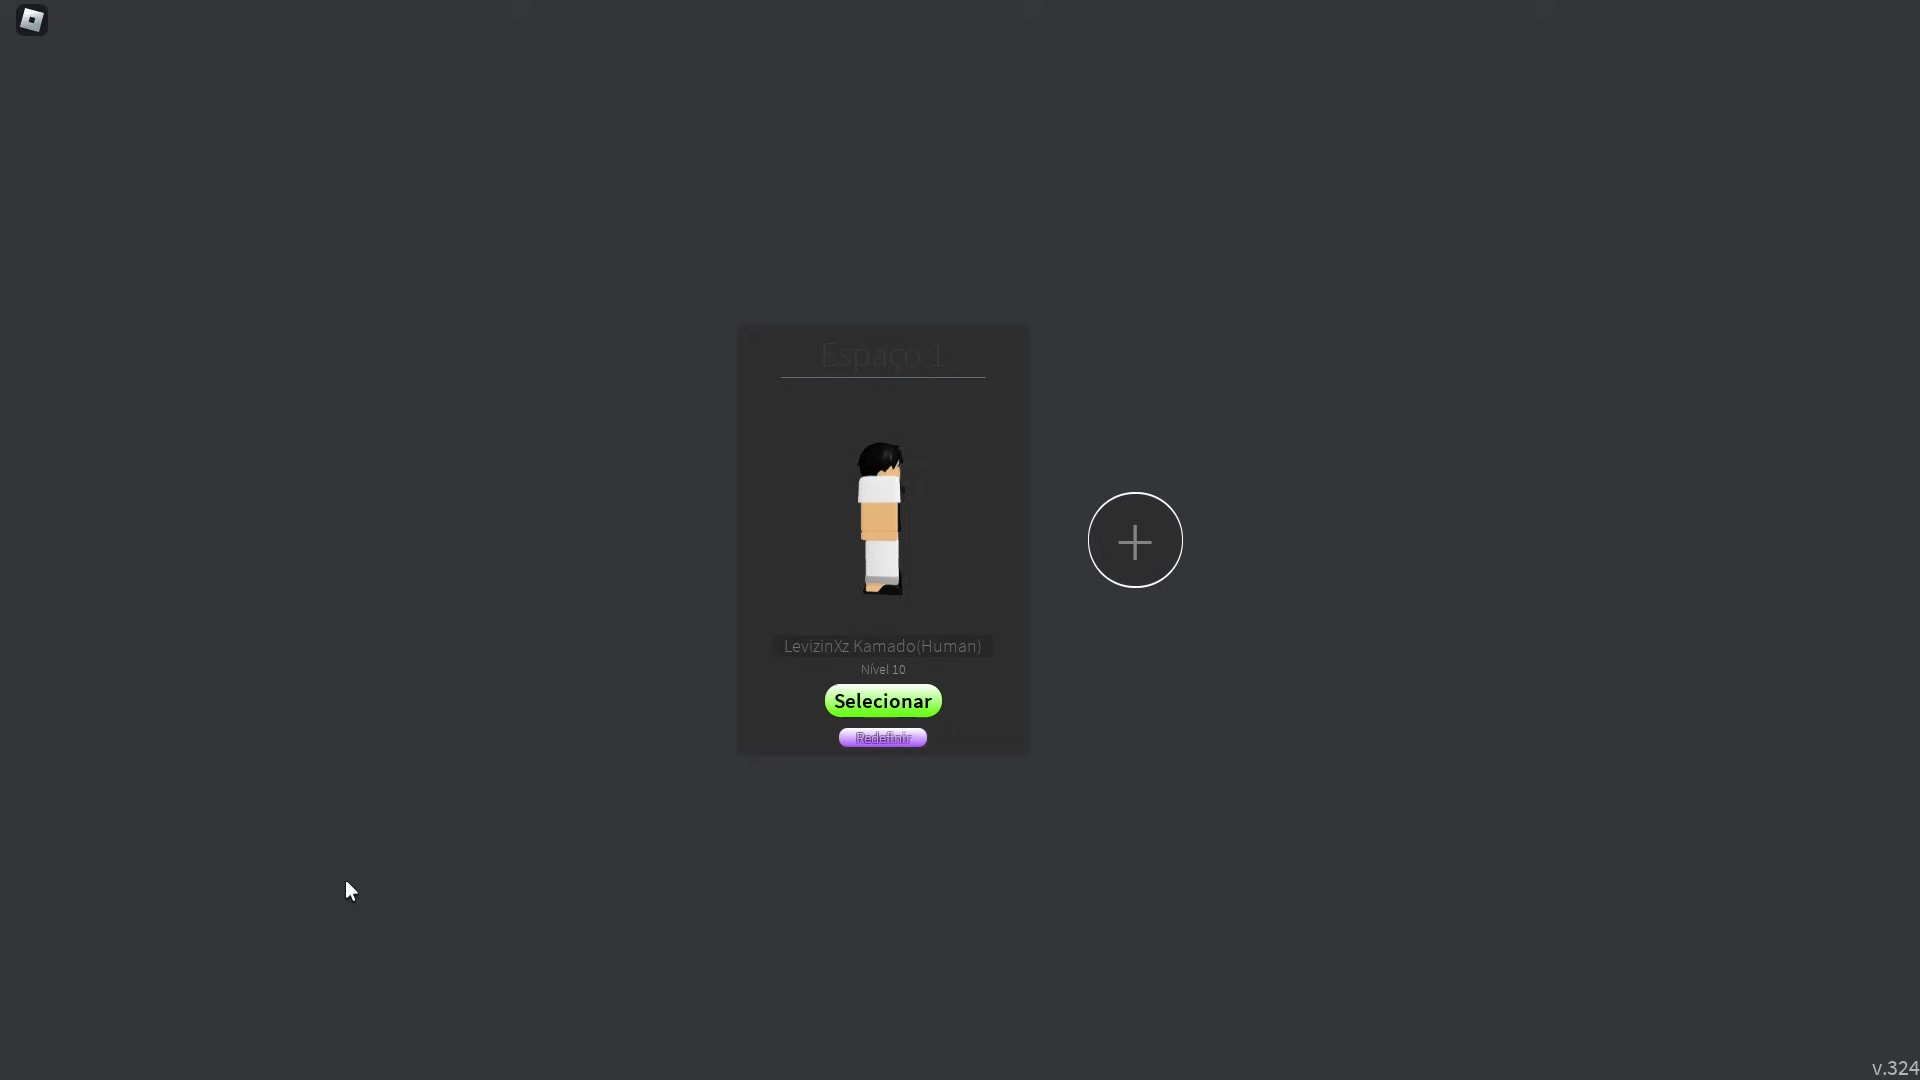 Espaço 1
LevizinXz Kamado(Human)
Nível 10
Selecionar
Redefinir
v.324